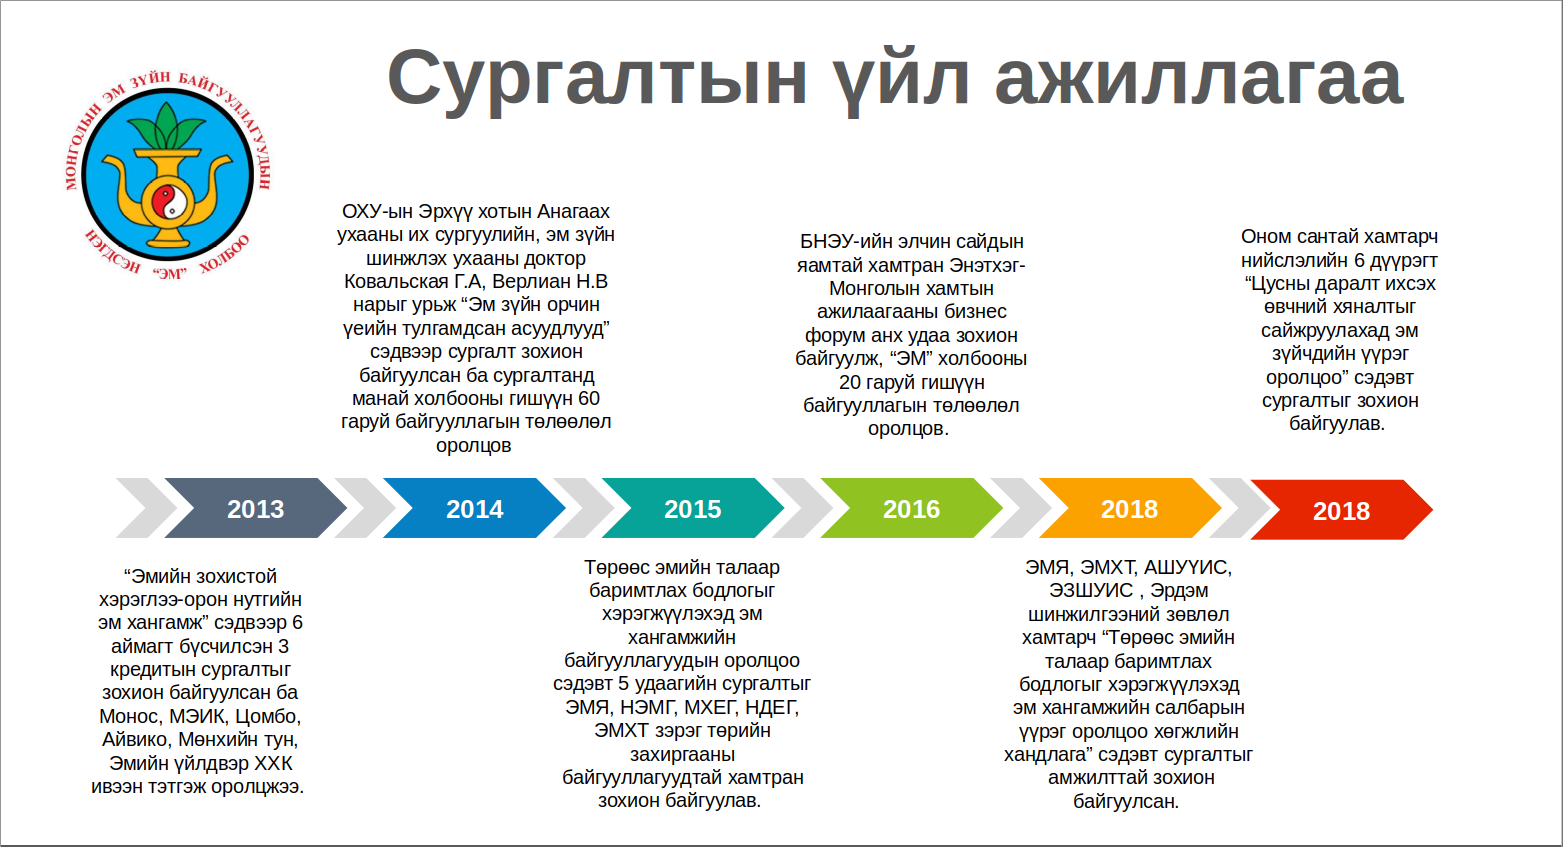 Сургалтын үйл ажиллагаа
МОНГОЛЫН ЭМ ЗҮЙН БАЙГУУЛЛАГУУДЫН
НЭГДСЭН “ЭМ” ХОЛБОО
ОХУ-ын Эрхүү хотын Анагаах
ухааны их сургуулийн, эм зүйн
шинжлэх ухааны доктор
Ковальская Г.А, Верлиан Н.В
нарыг урьж “Эм зүйн орчин
үеийн тулгамдсан асуудлууд”
сэдвээр сургалт зохион
байгуулсан ба сургалтанд
манай холбооны гишүүн 60
гаруй байгууллагын төлөөлөл
оролцов
БНЭУ-ийн элчин сайдын
яамтай хамтран Энэтхэг-
Монголын хамтын
ажилаагааны бизнес
форум анх удаа зохион
байгуулж, “ЭМ” холбооны
20 гаруй гишүүн
байгууллагын төлөөлөл
оролцов.
Оном сантай хамтарч
нийслэлийн 6 дүүрэгт
“Цусны даралт ихсэх
өвчний хяналтыг
сайжруулахад эм
зүйчдийн үүрэг
оролцоо” сэдэвт
сургалтыг зохион
байгуулав.
2013
2014
2015
2016
2018
2018
“Эмийн зохистой
хэрэглээ-орон нутгийн
эм хангамж” сэдвээр 6
аймагт бүсчилсэн 3
кредитын сургалтыг
зохион байгуулсан ба
Монос, МЭИК, Цомбо,
Айвико, Мөнхийн тун,
Эмийн үйлдвэр ХХК
ивээн тэтгэж оролцжээ.
Төрөөс эмийн талаар
баримтлах бодлогыг
хэрэгжүүлэхэд эм
хангамжийн
байгууллагуудын оролцоо
сэдэвт 5 удаагийн сургалтыг
ЭМЯ, НЭМГ, МХЕГ, НДЕГ,
ЭМХТ зэрэг төрийн
захиргааны
байгууллагуудтай хамтран
зохион байгуулав.
ЭМЯ, ЭМХТ, АШУҮИС,
ЭЗШУИС , Эрдэм
шинжилгээний зөвлөл
хамтарч “Төрөөс эмийн
талаар баримтлах
бодлогыг хэрэгжүүлэхэд
эм хангамжийн салбарын
үүрэг оролцоо хөгжлийн
хандлага” сэдэвт сургалтыг
амжилттай зохион
байгуулсан.